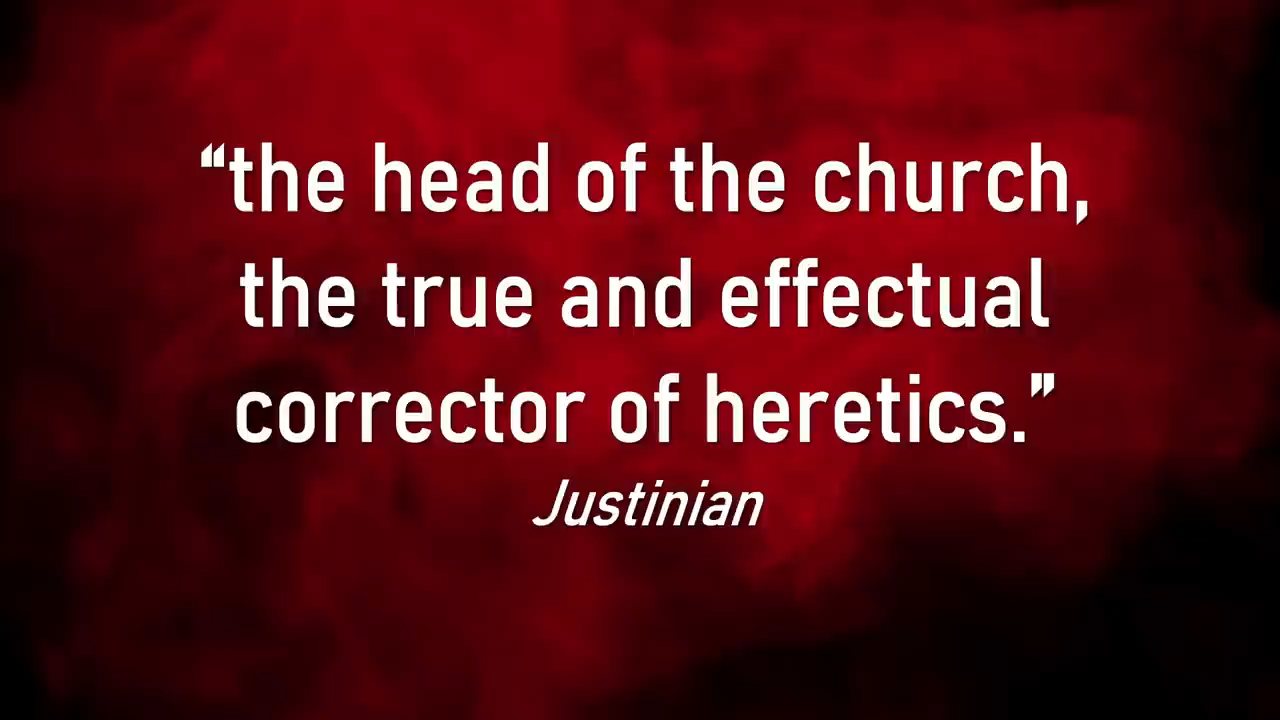 “the head of the church,
the true and effectual
corrector of heretics.”
Justinian